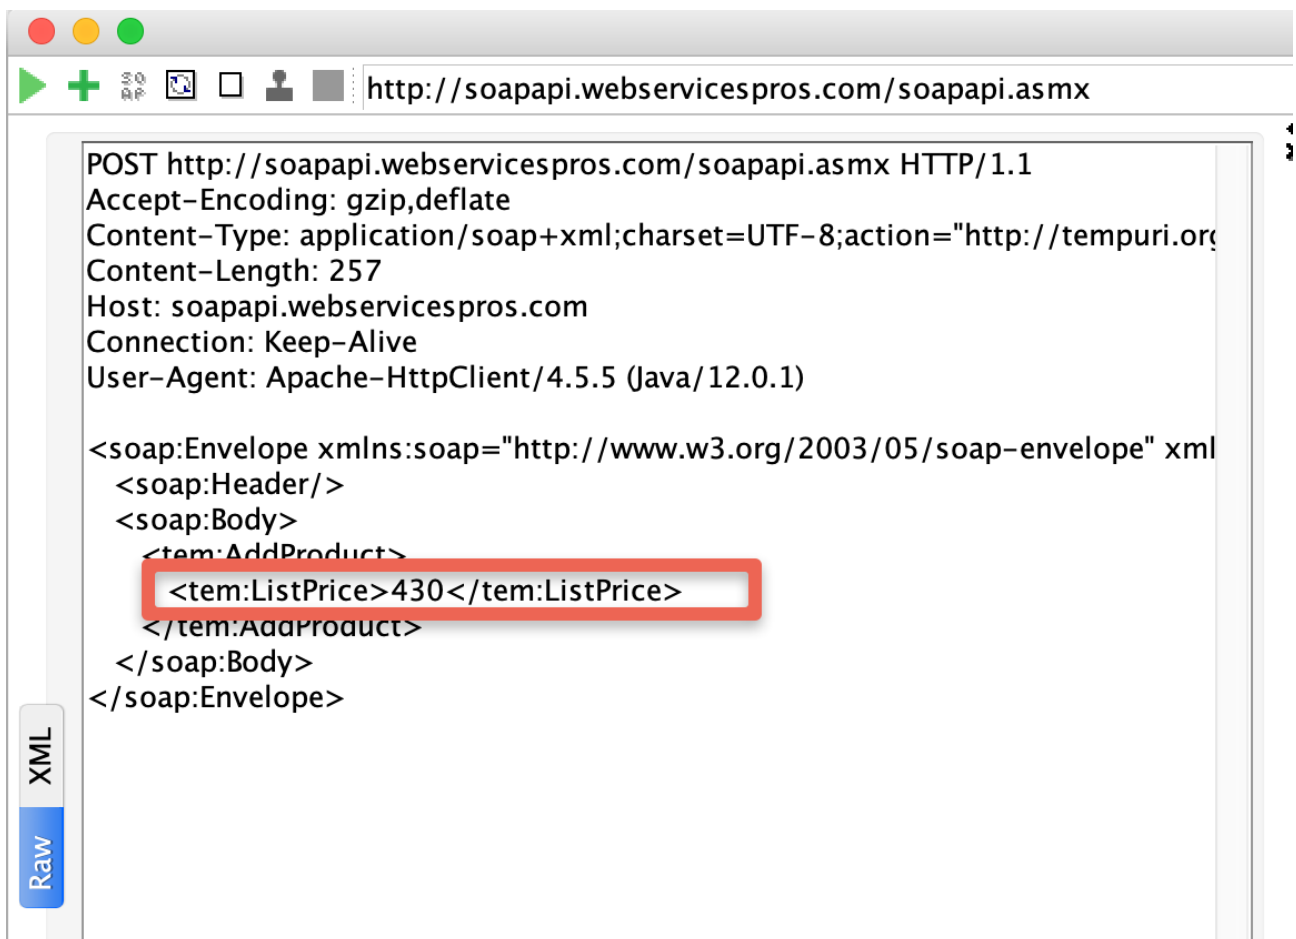 SO
AP
http://soapapi.webservicespros.com/soapapi.asmx
POST http://soapapi.webservicespros.com/soapapi.asmx HTTP/1.1
Accept-Encoding: gzip,deflate
Content-Type: application/soap+xml;charset=UTF-8;action="http://tempuri.org
Content-Length: 257
Host: soapapi.webservicespros.com
Connection: Keep-Alive
User-Agent: Apache-HttpClient/4.5.5 (Java/12.0.1)
<soap:Envelope xmlns:soap="http://www.w3.org/2003/05/soap-envelope" xml
<soap:Header/>
<soap:Body>
<tem:AddProduct>
<tem:ListPrice>430</tem:ListPrice>
</tem:AddProduct>
</soap:Body>
</soap:Envelope>
XML
Raw